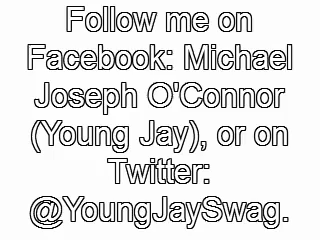 Follow me on
Facebook: Michael
Joseph O'Connor
(Young Jay), or on
Twitter:
@YoungJaySwag.